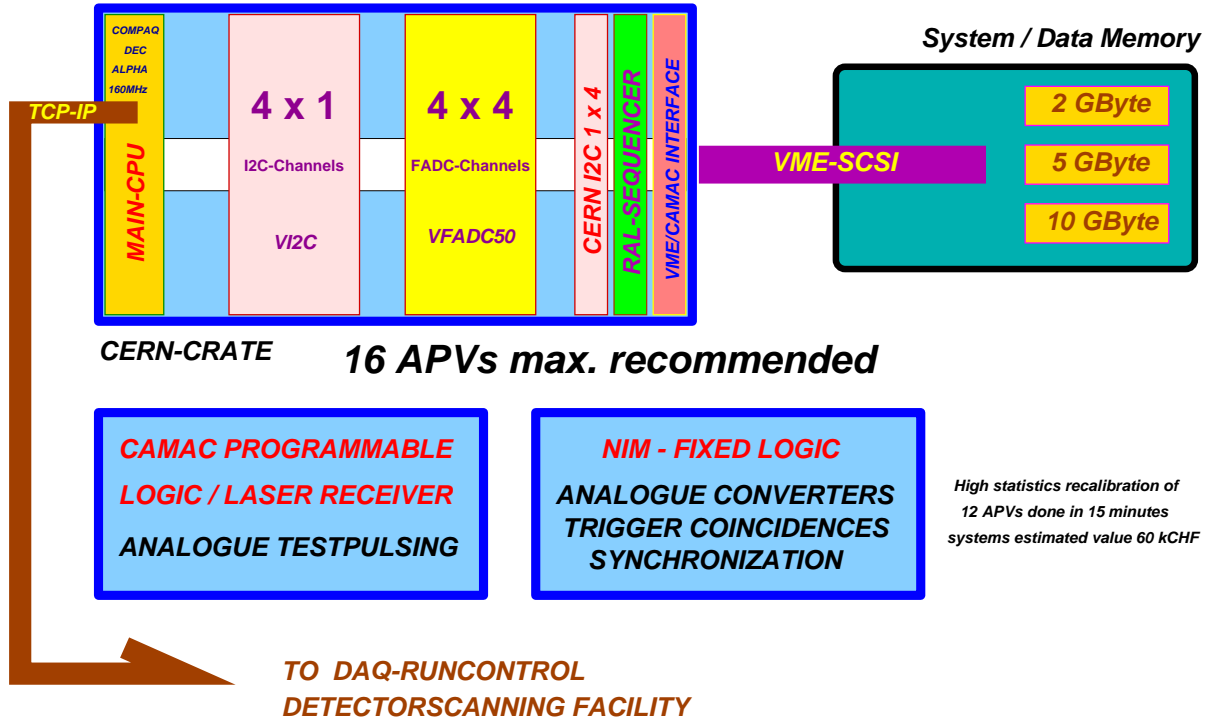 COMPAQ
DEC
ALPHA
160MHz
TCP-IP
MAIN-CPU
4 x 1
I2C-Channels
VI2C
4 x 4
FADC-Channels
VFADC50
CERN I2C 1 x 4
RAL-SEQUENCER
VME/CAMAC INTERFACE
VME-SCSI
System / Data Memory
2 GByte
5 GByte
10 GByte
CERN-CRATE
16 APVs max. recommended
CAMAC PROGRAMMABLE
LOGIC / LASER RECEIVER
ANALOGUE TESTPULSING
NIM - FIXED LOGIC
ANALOGUE CONVERTERS
TRIGGER COINCIDENCES
SYNCHRONIZATION
High statistics recalibration of
12 APVs done in 15 minutes
systems estimated value 60 kCHF
TO DAQ-RUNCONTROL
DETECTORSCANNING FACILITY